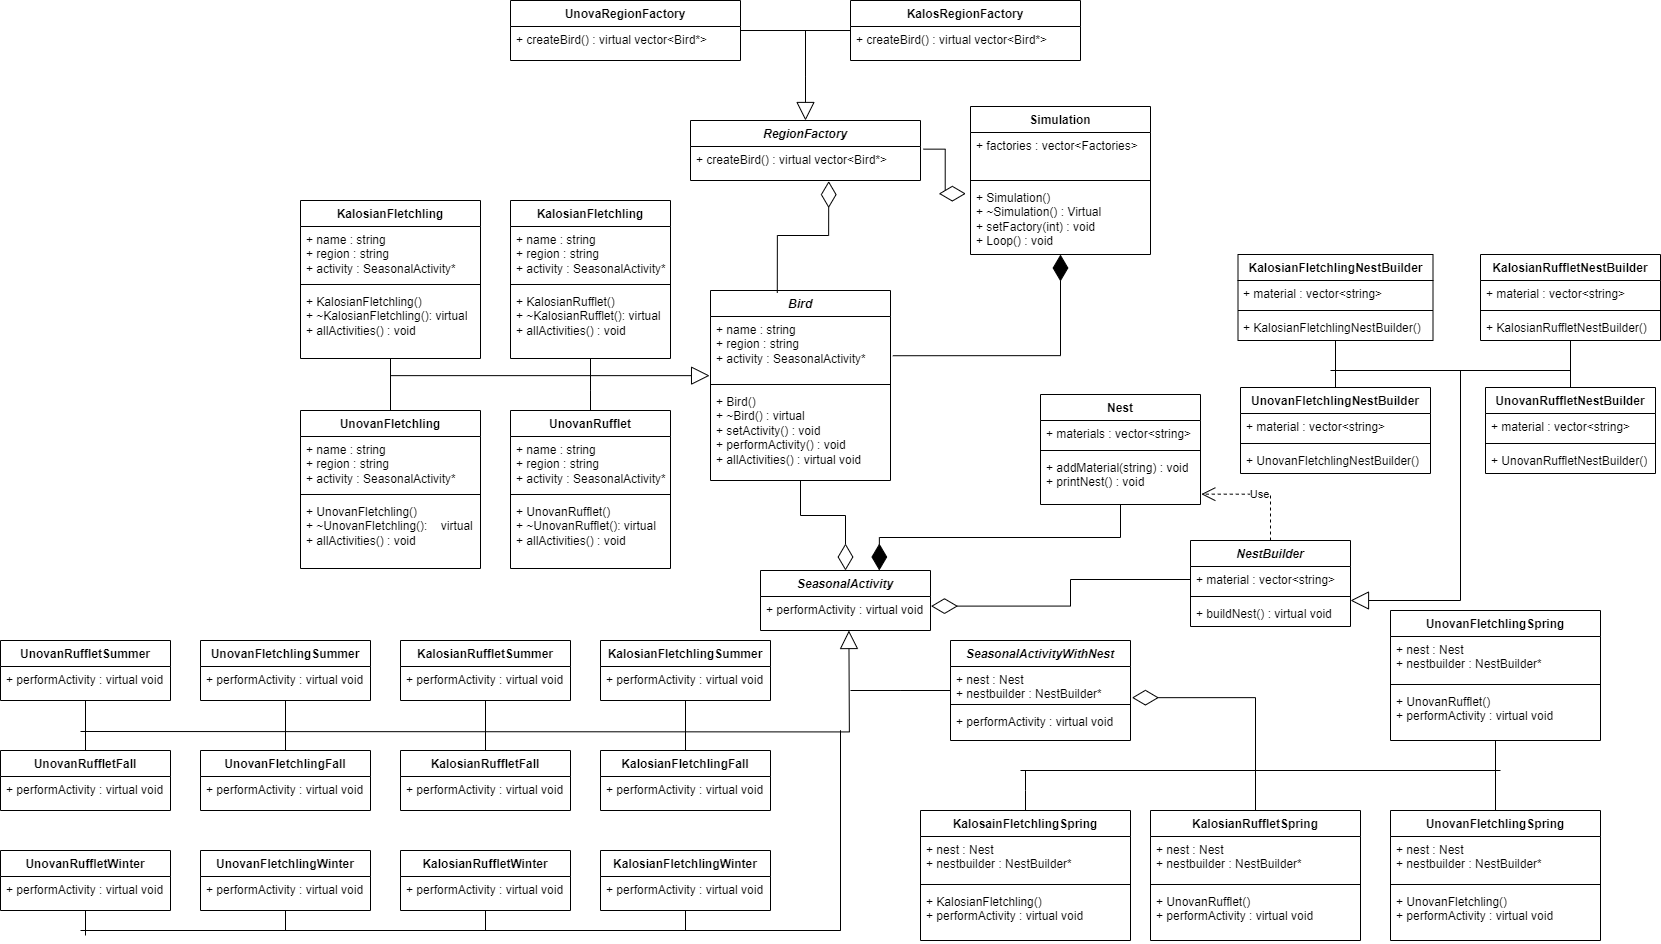 UnovaRegionFactory
+ createBird() : virtual vector<Bird*>
KalosRegionFactory
+ createBird() : virtual vector<Bird*>
RegionFactory
+ createBird() : virtual vector<Bird*>
Simulation
+ factories : vector<Factories>
+ Simulation()
+ ~Simulation() : Virtual
+ setFactory(int) : void
+ Loop() : void
KalosianFletchling
+ name : string
+ region : string
+ activity : SeasonalActivity*
+ KalosianFletchling()
+ ~KalosianFletchling(): virtual
+ allActivities() : void
KalosianFletchling
+ name : string
+ region : string
+ activity : SeasonalActivity*
+ KalosianRufflet()
+ ~KalosianRufflet(): virtual
+ allActivities() : void
Bird
+ name : string
+ region : string
+ activity : SeasonalActivity*
+ Bird()
+ ~Bird() : virtual
+ setActivity() : void
+ performActivity() : void
+ allActivities() : virtual void
KalosianFletchlingNestBuilder
+ material : vector<string>
+ KalosianFletchlingNestBuilder()
KalosianRuffletNestBuilder
+ material : vector<string>
+ KalosianRuffletNestBuilder()
UnovanFletchlingNestBuilder
+ material : vector<string>
+ UnovanFletchlingNestBuilder()
UnovanRuffletNestBuilder
+ material : vector<string>
+ UnovanRuffletNestBuilder()
Nest
+ materials : vector<string>
+ addMaterial(string) : void
+ printNest() : void
Use
UnovanFletchling
+ name : string
+ region : string
+ activity : SeasonalActivity*
+ UnovanFletchling()
+ ~UnovanFletchling(): virtual
+ allActivities() : void
UnovanRufflet
+ name : string
+ region : string
+ activity : SeasonalActivity*
+ UnovanRufflet()
+ ~UnovanRufflet(): virtual
+ allActivities() : void
NestBuilder
+ material : vector<string>
+ buildNest() : virtual void
SeasonalActivity
+ performActivity : virtual void
UnovanFletchlingSpring
+ nest : Nest
+ nestbuilder : NestBuilder*
+ UnovanRufflet()
+ performActivity : virtual void
UnovanRuffletSummer
+ performActivity : virtual void
UnovanFletchlingSummer
+ performActivity : virtual void
KalosianRuffletSummer
+ performActivity : virtual void
KalosianFletchlingSummer
+ performActivity : virtual void
SeasonalActivityWithNest
+ nest : Nest
+ nestbuilder : NestBuilder*
+ performActivity : virtual void
UnovanRuffletFall
+ performActivity : virtual void
UnovanFletchlingFall
+ performActivity : virtual void
KalosianRuffletFall
+ performActivity : virtual void
KalosianFletchlingFall
+ performActivity : virtual void
UnovanRuffletWinter
+ performActivity : virtual void
UnovanFletchlingWinter
+ performActivity : virtual void
KalosianRuffletWinter
+ performActivity : virtual void
KalosianFletchlingWinter
+ performActivity : virtual void
KalosainFletchlingSpring
+ nest : Nest
+ nestbuilder : NestBuilder*
+ KalosianFletchling()
+ performActivity : virtual void
KalosianRuffletSpring
+ nest : Nest
+ nestbuilder : NestBuilder*
+ UnovanRufflet()
+ performActivity : virtual void
UnovanFletchlingSpring
+ nest : Nest
+ nestbuilder : NestBuilder*
+ UnovanFletchling()
+ performActivity : virtual void